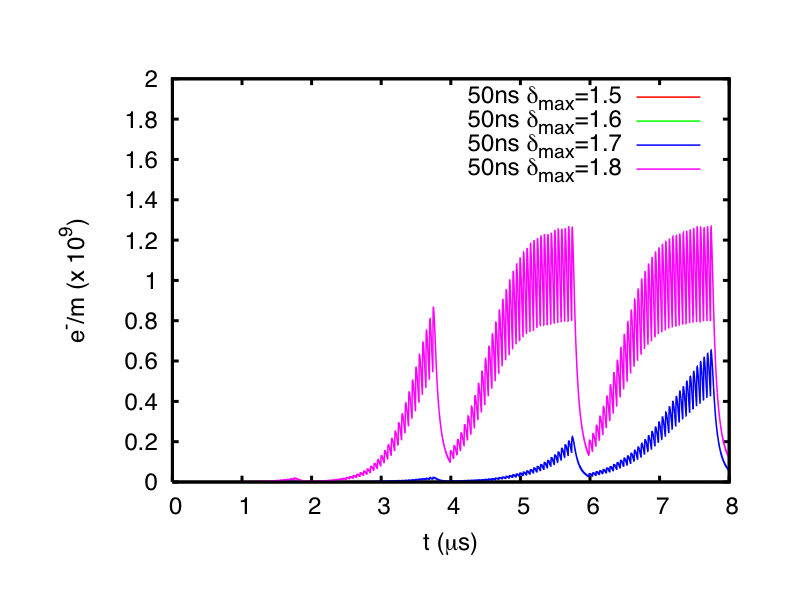 2
1.8
1.6
1.4
1.2
1
0.8
0.6
0.4
0.2
0
0 1 2 3 4 5 6 7 8
e⁻/m (x 10⁹)
t (μs)
50ns δmax=1.5
50ns δmax=1.6
50ns δmax=1.7
50ns δmax=1.8